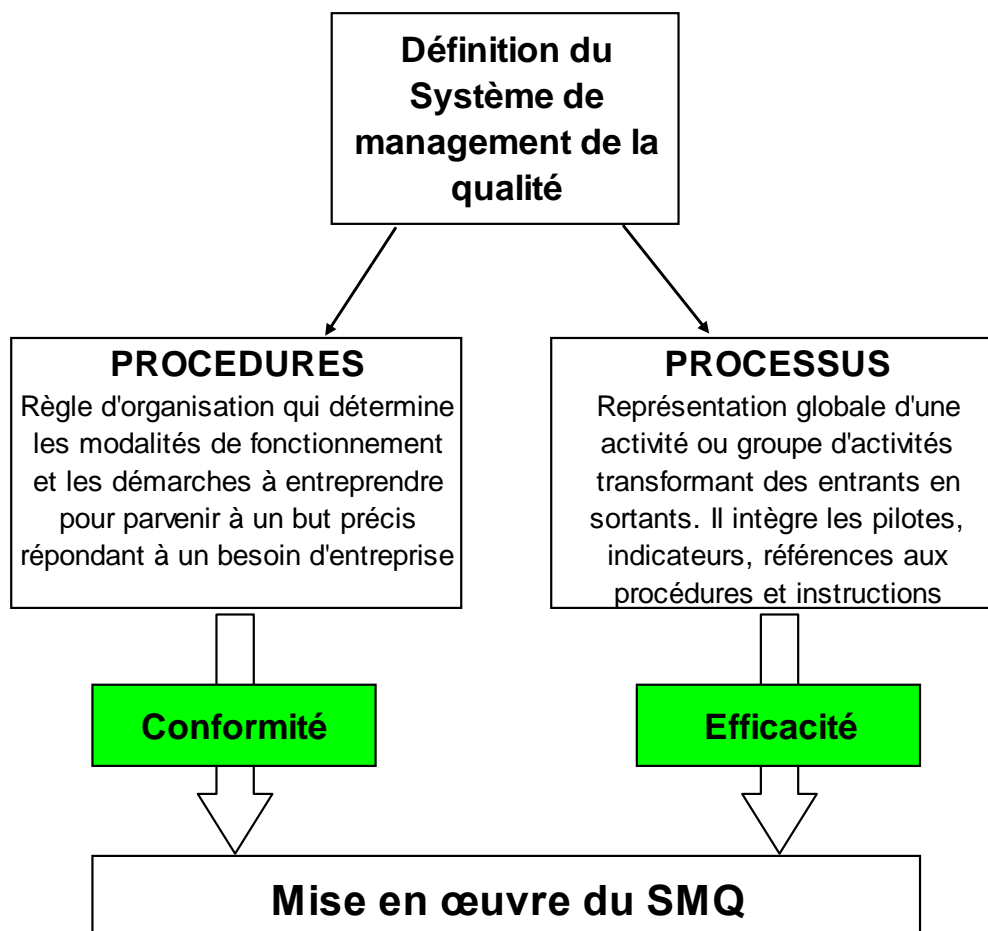 Définition du
Système de
management de la
qualité
PROCEDURES
Règle d'organisation qui détermine
les modalités de fonctionnement
et les démarches à entreprendre
pour parvenir à un but précis
répondant à un besoin d'entreprise
PROCESSUS
Représentation globale d'une
activité ou groupe d'activités
transformant des entrants en
sortants. Il intègre les pilotes,
indicateurs, références aux
procédures et instructions
Conformité
Efficacité
Mise en œuvre du SMQ